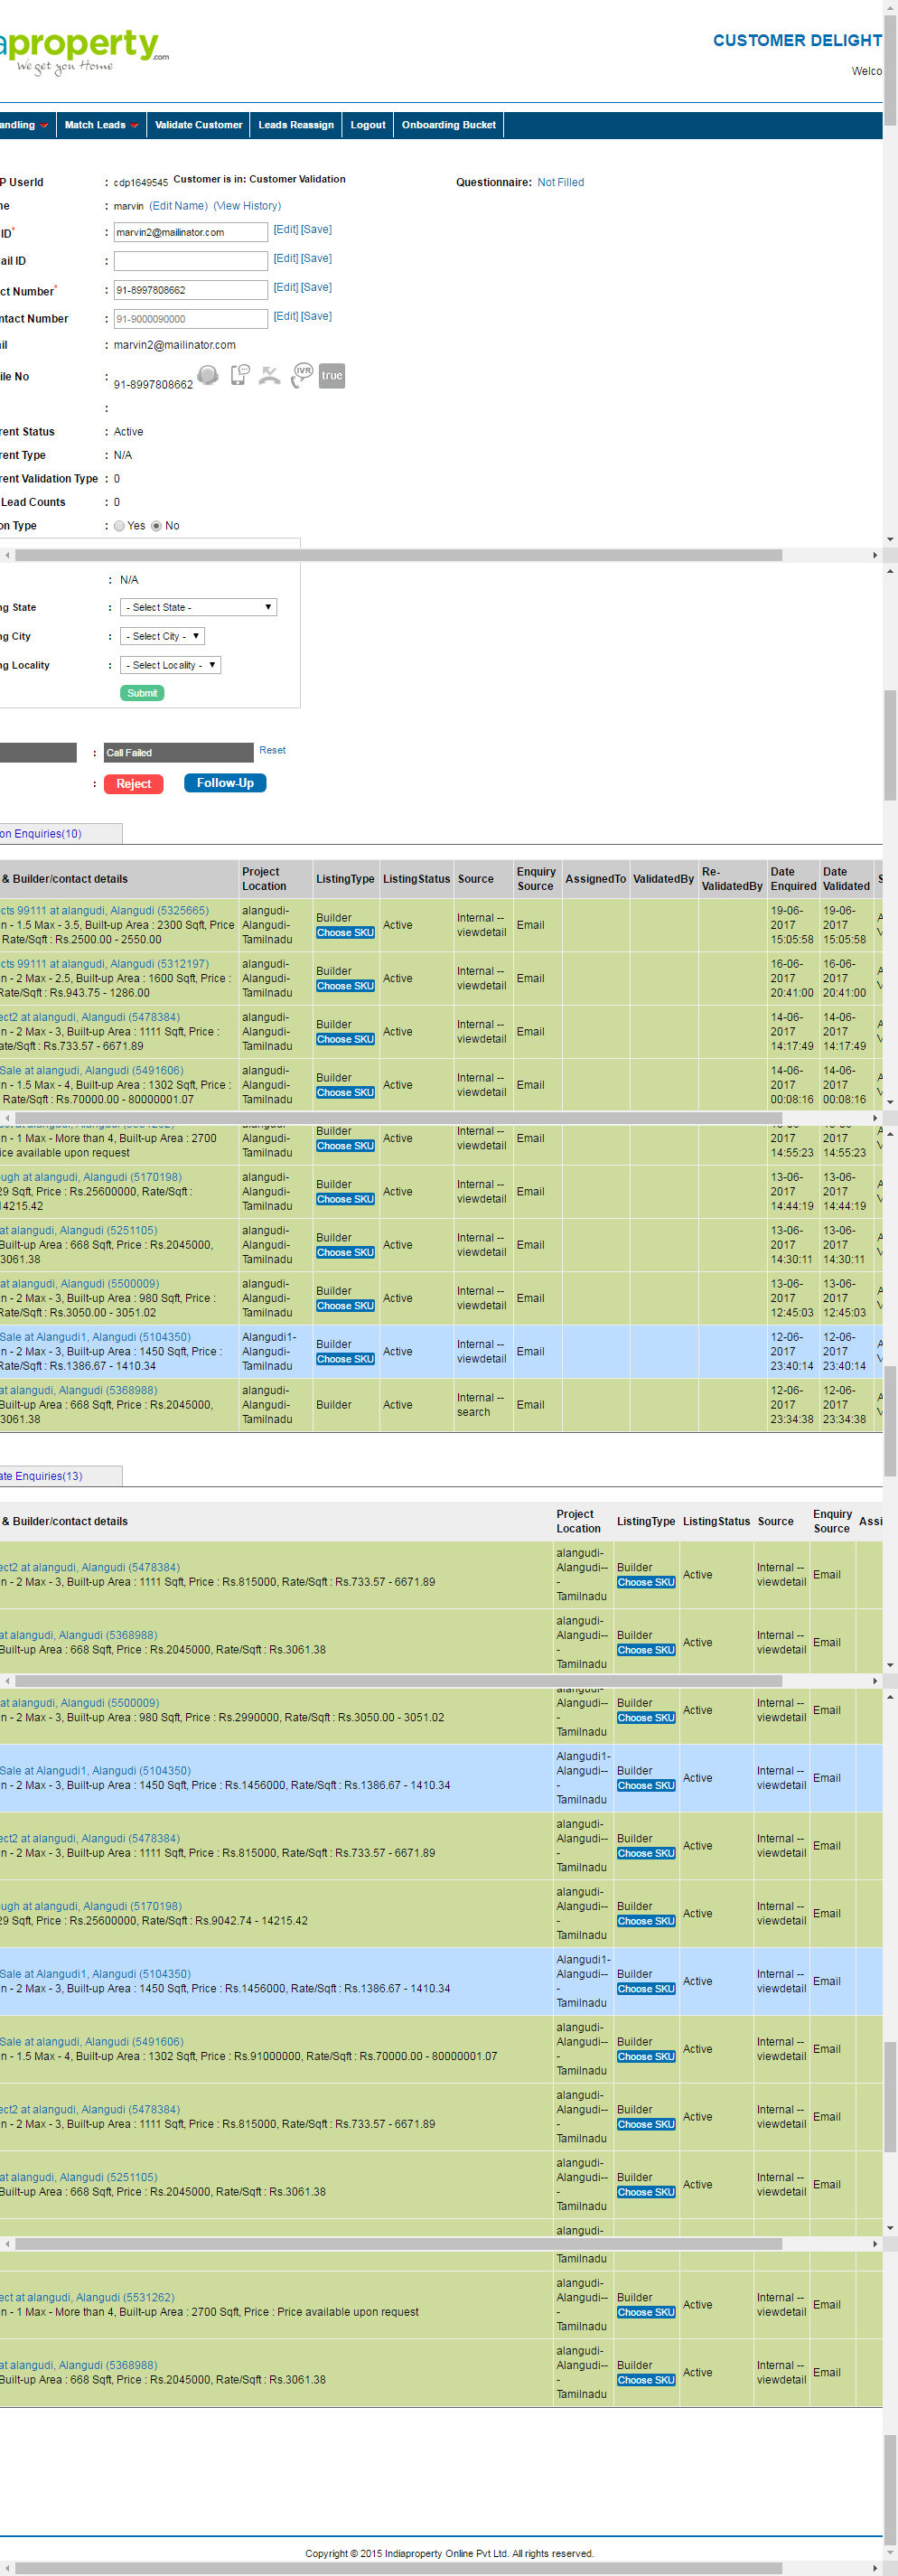 aproperty.com
We get you Home
CUSTOMER DELIGHT
Welco
andling
Match Leads
Validate Customer
Leads Reassign
Logout
Onboarding Bucket
P UserId : cdp1649545 Customer is in: Customer Validation
Questionnaire: Not Filled
me : marvin (Edit Name) (View History)
ID* : marvin2@mailinator.com [Edit] [Save]
ail ID : [Edit] [Save]
ct Number* : 91-8997808662 [Edit] [Save]
ntact Number : 91-9000090000 [Edit] [Save]
il : marvin2@mailinator.com
ile No : 91-8997808662 IVR true
:
rent Status : Active
rent Type : N/A
rent Validation Type : 0
Lead Counts : 0
on Type : Yes No
: N/A
ng State : - Select State -
ng City : - Select City -
ng Locality : - Select Locality -
Submit
: Call Failed Reset
: Reject Follow-Up
on Enquiries(10)
& Builder/contact details Project Location ListingType ListingStatus Source Enquiry Source AssignedTo ValidatedBy Re-ValidatedBy Date Enquired Date Validated S
ects 99111 at alangudi, Alangudi (5325665)
n - 1.5 Max - 3.5, Built-up Area : 2300 Sqft, Price
Rate/Sqft : Rs.2500.00 - 2550.00
alangudi-Alangudi-Tamilnadu Builder Choose SKU Active Internal -- viewdetail Email 19-06-2017 15:05:58 19-06-2017 15:05:58
ects 99111 at alangudi, Alangudi (5312197)
n - 2 Max - 2.5, Built-up Area : 1600 Sqft, Price :
Rate/Sqft : Rs.943.75 - 1286.00
alangudi-Alangudi-Tamilnadu Builder Choose SKU Active Internal -- viewdetail Email 16-06-2017 20:41:00 16-06-2017 20:41:00
ect2 at alangudi, Alangudi (5478384)
n - 2 Max - 3, Built-up Area : 1111 Sqft, Price :
ate/Sqft : Rs.733.57 - 6671.89
alangudi-Alangudi-Tamilnadu Builder Choose SKU Active Internal -- viewdetail Email 14-06-2017 14:17:49 14-06-2017 14:17:49
Sale at alangudi, Alangudi (5491606)
n - 1.5 Max - 4, Built-up Area : 1302 Sqft, Price :
Rate/Sqft : Rs.70000.00 - 80000001.07
alangudi-Alangudi-Tamilnadu Builder Choose SKU Active Internal -- viewdetail Email 14-06-2017 00:08:16 14-06-2017 00:08:16
n - 1 Max - More than 4, Built-up Area : 2700
ice available upon request
Alangudi-Tamilnadu Builder Choose SKU Active Internal -- viewdetail Email 2017 14:55:23 2017 14:55:23
ugh at alangudi, Alangudi (5170198)
29 Sqft, Price : Rs.25600000, Rate/Sqft :
14215.42
alangudi-Alangudi-Tamilnadu Builder Choose SKU Active Internal -- viewdetail Email 13-06-2017 14:44:19 13-06-2017 14:44:19
at alangudi, Alangudi (5251105)
Built-up Area : 668 Sqft, Price : Rs.2045000,
3061.38
alangudi-Alangudi-Tamilnadu Builder Choose SKU Active Internal -- viewdetail Email 13-06-2017 14:30:11 13-06-2017 14:30:11
at alangudi, Alangudi (5500009)
n - 2 Max - 3, Built-up Area : 980 Sqft, Price :
Rate/Sqft : Rs.3050.00 - 3051.02
alangudi-Alangudi-Tamilnadu Builder Choose SKU Active Internal -- viewdetail Email 13-06-2017 12:45:03 13-06-2017 12:45:03
Sale at Alangudi1, Alangudi (5104350)
n - 2 Max - 3, Built-up Area : 1450 Sqft, Price :
Rate/Sqft : Rs.1386.67 - 1410.34
Alangudi1-Alangudi-Tamilnadu Builder Choose SKU Active Internal -- viewdetail Email 12-06-2017 23:40:14 12-06-2017 23:40:14
at alangudi, Alangudi (5368988)
Built-up Area : 668 Sqft, Price : Rs.2045000,
3061.38
alangudi-Alangudi-Tamilnadu Builder Active Internal -- search Email 12-06-2017 23:34:38 12-06-2017 23:34:38
ate Enquiries(13)
& Builder/contact details Project Location ListingType ListingStatus Source Enquiry Source Assi
ect2 at alangudi, Alangudi (5478384)
n - 2 Max - 3, Built-up Area : 1111 Sqft, Price : Rs.815000, Rate/Sqft : Rs.733.57 - 6671.89
alangudi-Alangudi---Tamilnadu Builder Choose SKU Active Internal -- viewdetail Email
at alangudi, Alangudi (5368988)
Built-up Area : 668 Sqft, Price : Rs.2045000, Rate/Sqft : Rs.3061.38
alangudi-Alangudi---Tamilnadu Builder Choose SKU Active Internal -- viewdetail Email
at alangudi, Alangudi (5500009)
n - 2 Max - 3, Built-up Area : 980 Sqft, Price : Rs.2990000, Rate/Sqft : Rs.3050.00 - 3051.02
alangudi-Alangudi---Tamilnadu Builder Choose SKU Active Internal -- viewdetail Email
Sale at Alangudi1, Alangudi (5104350)
n - 2 Max - 3, Built-up Area : 1450 Sqft, Price : Rs.1456000, Rate/Sqft : Rs.1386.67 - 1410.34
Alangudi1-Alangudi---Tamilnadu Builder Choose SKU Active Internal -- viewdetail Email
ect2 at alangudi, Alangudi (5478384)
n - 2 Max - 3, Built-up Area : 1111 Sqft, Price : Rs.815000, Rate/Sqft : Rs.733.57 - 6671.89
alangudi-Alangudi---Tamilnadu Builder Choose SKU Active Internal -- viewdetail Email
ugh at alangudi, Alangudi (5170198)
29 Sqft, Price : Rs.25600000, Rate/Sqft : Rs.9042.74 - 14215.42
alangudi-Alangudi---Tamilnadu Builder Choose SKU Active Internal -- viewdetail Email
Sale at Alangudi1, Alangudi (5104350)
n - 2 Max - 3, Built-up Area : 1450 Sqft, Price : Rs.1456000, Rate/Sqft : Rs.1386.67 - 1410.34
Alangudi1-Alangudi---Tamilnadu Builder Choose SKU Active Internal -- viewdetail Email
Sale at alangudi, Alangudi (5491606)
n - 1.5 Max - 4, Built-up Area : 1302 Sqft, Price : Rs.91000000, Rate/Sqft : Rs.70000.00 - 80000001.07
alangudi-Alangudi---Tamilnadu Builder Choose SKU Active Internal -- viewdetail Email
ect2 at alangudi, Alangudi (5478384)
n - 2 Max - 3, Built-up Area : 1111 Sqft, Price : Rs.815000, Rate/Sqft : Rs.733.57 - 6671.89
alangudi-Alangudi---Tamilnadu Builder Choose SKU Active Internal -- viewdetail Email
at alangudi, Alangudi (5251105)
Built-up Area : 668 Sqft, Price : Rs.2045000, Rate/Sqft : Rs.3061.38
alangudi-Alangudi---Tamilnadu Builder Choose SKU Active Internal -- viewdetail Email
alangudi-
Tamilnadu
ect at alangudi, Alangudi (5531262)
n - 1 Max - More than 4, Built-up Area : 2700 Sqft, Price : Price available upon request
alangudi-Alangudi---Tamilnadu Builder Choose SKU Active Internal -- viewdetail Email
at alangudi, Alangudi (5368988)
Built-up Area : 668 Sqft, Price : Rs.2045000, Rate/Sqft : Rs.3061.38
alangudi-Alangudi---Tamilnadu Builder Choose SKU Active Internal -- viewdetail Email
Copyright © 2015 Indiaproperty Online Pvt Ltd. All rights reserved.